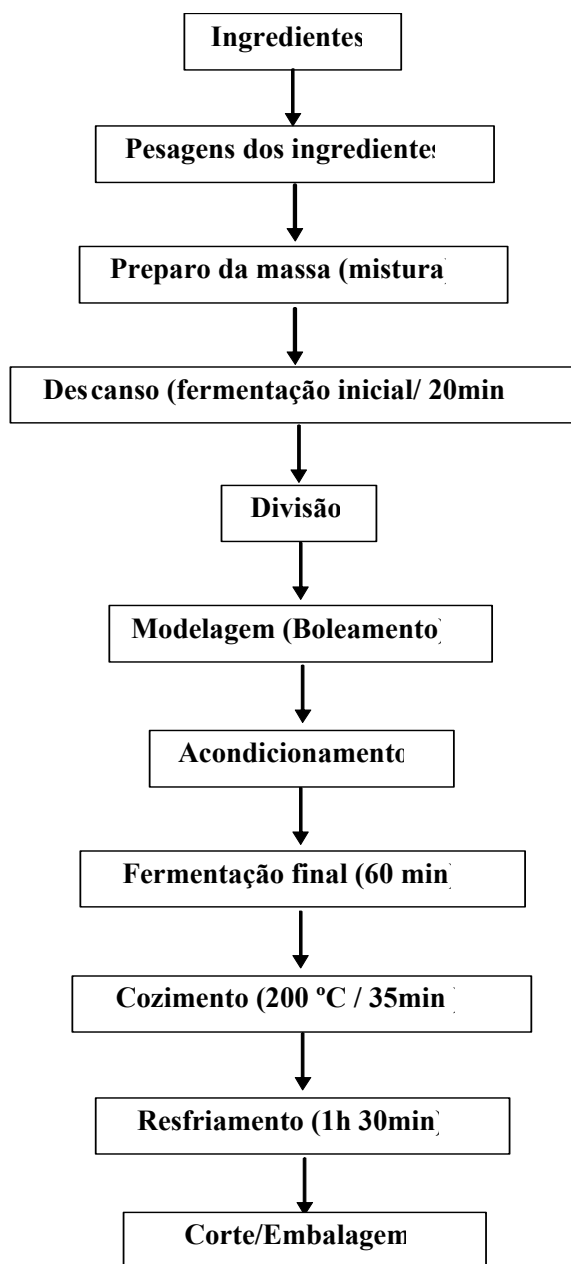 Ingredientes
Pesagens dos ingredientes
Preparo da massa (mistura)
Descanso (fermentação inicial/ 20min
Divisão
Modelagem (Boleamento)
Acondicionamento
Fermentação final (60 min)
Cozimento (200 ºC / 35min )
Resfriamento (1h 30min)
Corte/Embalagem